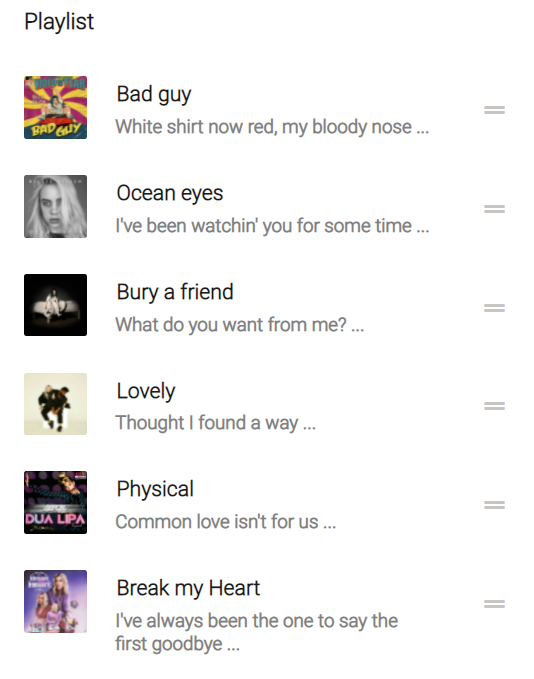 Playlist
BAD GUY
Bad guy
White shirt now red, my bloody nose ...
Ocean eyes
I've been watchin' you for some time ...
Bury a friend
What do you want from me? ...
Lovely
Thought I found a way ...
DUA LIPA
Physical
Common love isn't for us ...
Break my Heart
I've always been the one to say the
first goodbye ...